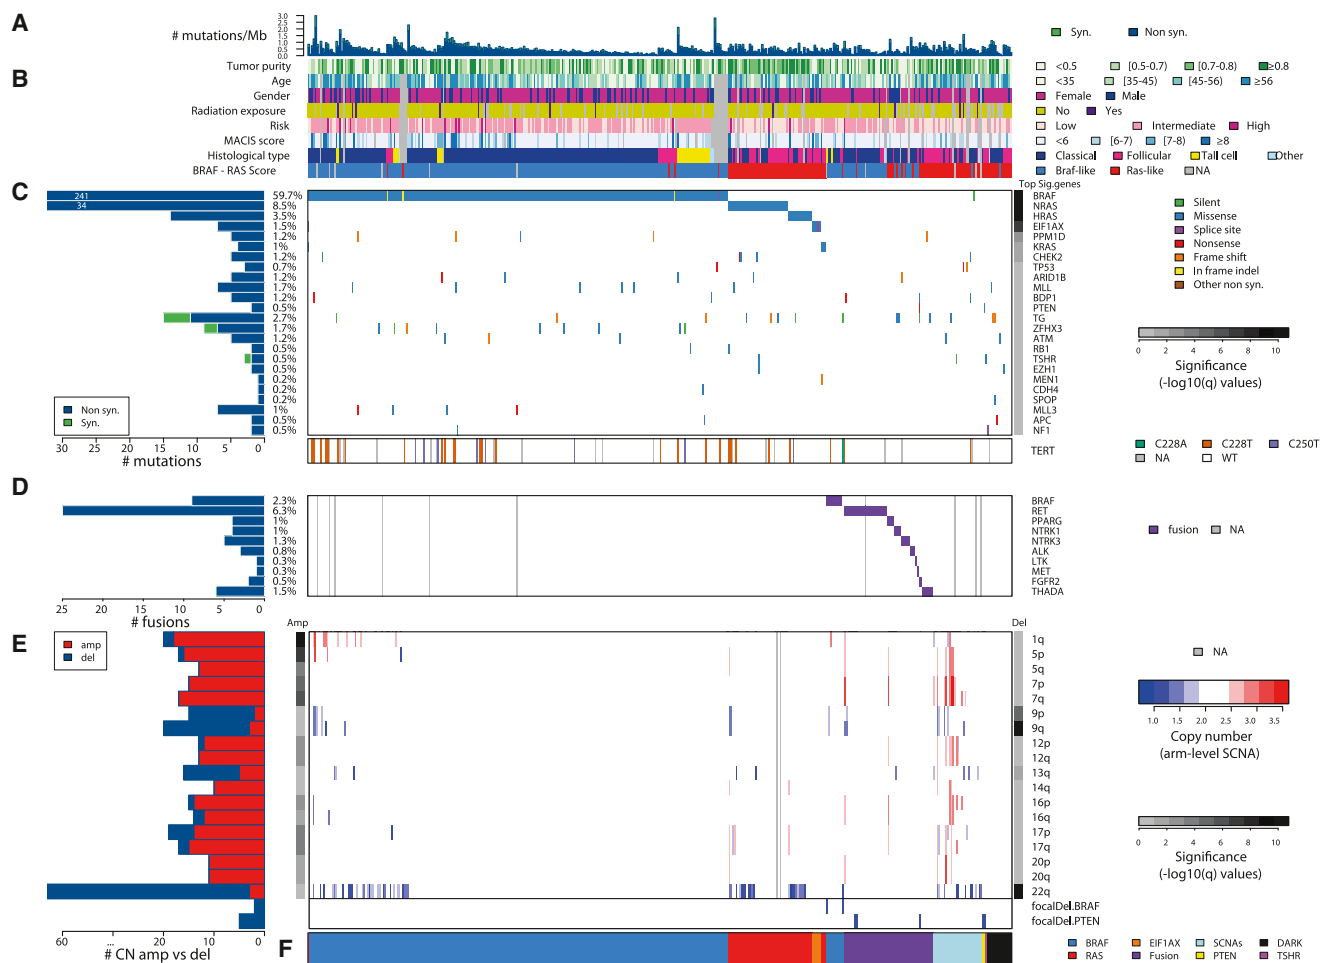 A
# mutations/Mb
3.0
2.5
2.0
1.5
1.0
0.5
0.0
Syn. Non syn.
B
Tumor purity
<0.5 [0.5-0.7) [0.7-0.8) ≥0.8
Age
<35 [35-45) [45-56) ≥56
Gender
Female Male
Radiation exposure
No Yes
Risk
Low Intermediate High
MACIS score
<6 [6-7) [7-8) ≥8
Histological type
Classical Follicular Tall cell Other
BRAF - RAS Score
Braf-like Ras-like NA
C
Top Sig.genes
241 59.7% BRAF
34 8.5% NRAS
3.5% HRAS
1.5% EIF1AX
1.2% PPM1D
1% KRAS
1.2% CHEK2
0.7% TP53
1.2% ARID1B
1.7% MLL
1.2% BDP1
0.5% PTEN
2.7% TG
1.7% ZFHX3
1.2% ATM
0.5% RB1
0.5% TSHR
0.5% EZH1
0.2% MEN1
0.2% CDH4
0.2% SPOP
1% MLL3
0.5% APC
0.5% NF1
Non syn.
Syn.
30 25 20 15 10 5 0
# mutations
TERT
Silent
Missense
Splice site
Nonsense
Frame shift
In frame indel
Other non syn.
0 2 4 6 8 10
Significance
(-log10(q) values)
C228A C228T C250T
NA WT
D
2.3% BRAF
6.3% RET
1% PPARG
1% NTRK1
1.3% NTRK3
0.8% ALK
0.3% LTK
0.3% MET
0.5% FGFR2
1.5% THADA
25 20 15 10 5 0
# fusions
fusion NA
E
amp
del
Amp
Del
1q
5p
5q
7p
7q
9p
9q
12p
12q
13q
14q
16p
16q
17p
17q
20p
20q
22q
focalDel.BRAF
focalDel.PTEN
60 ... 20 10 0
# CN amp vs del
NA
1.0 1.5 2.0 2.5 3.0 3.5
Copy number
(arm-level SCNA)
0 2 4 6 8 10
Significance
(-log10(q) values)
F
BRAF EIF1AX SCNAs DARK
RAS Fusion PTEN TSHR